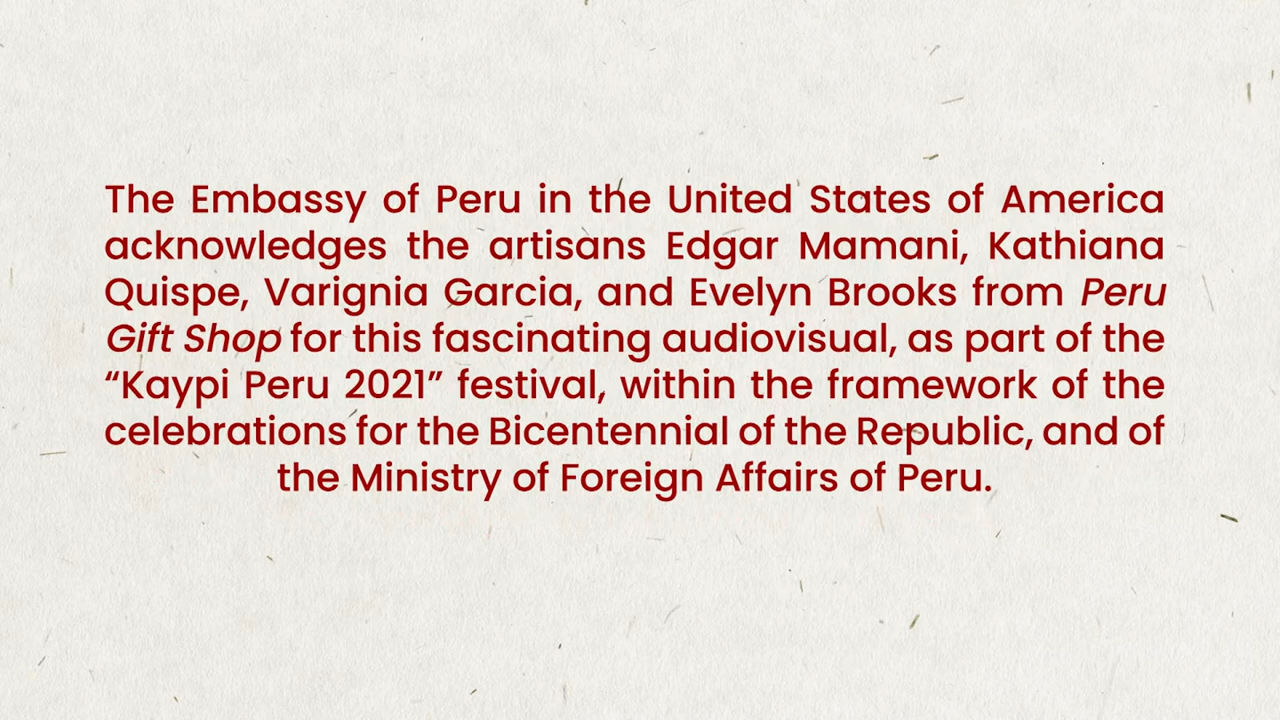 The Embassy of Peru in the United States of America
acknowledges the artisans Edgar Mamani, Kathiana
Quispe, Varignia Garcia, and Evelyn Brooks from Peru
Gift Shop for this fascinating audiovisual, as part of the
“Kaypi Peru 2021” festival, within the framework of the
celebrations for the Bicentennial of the Republic, and of
the Ministry of Foreign Affairs of Peru.